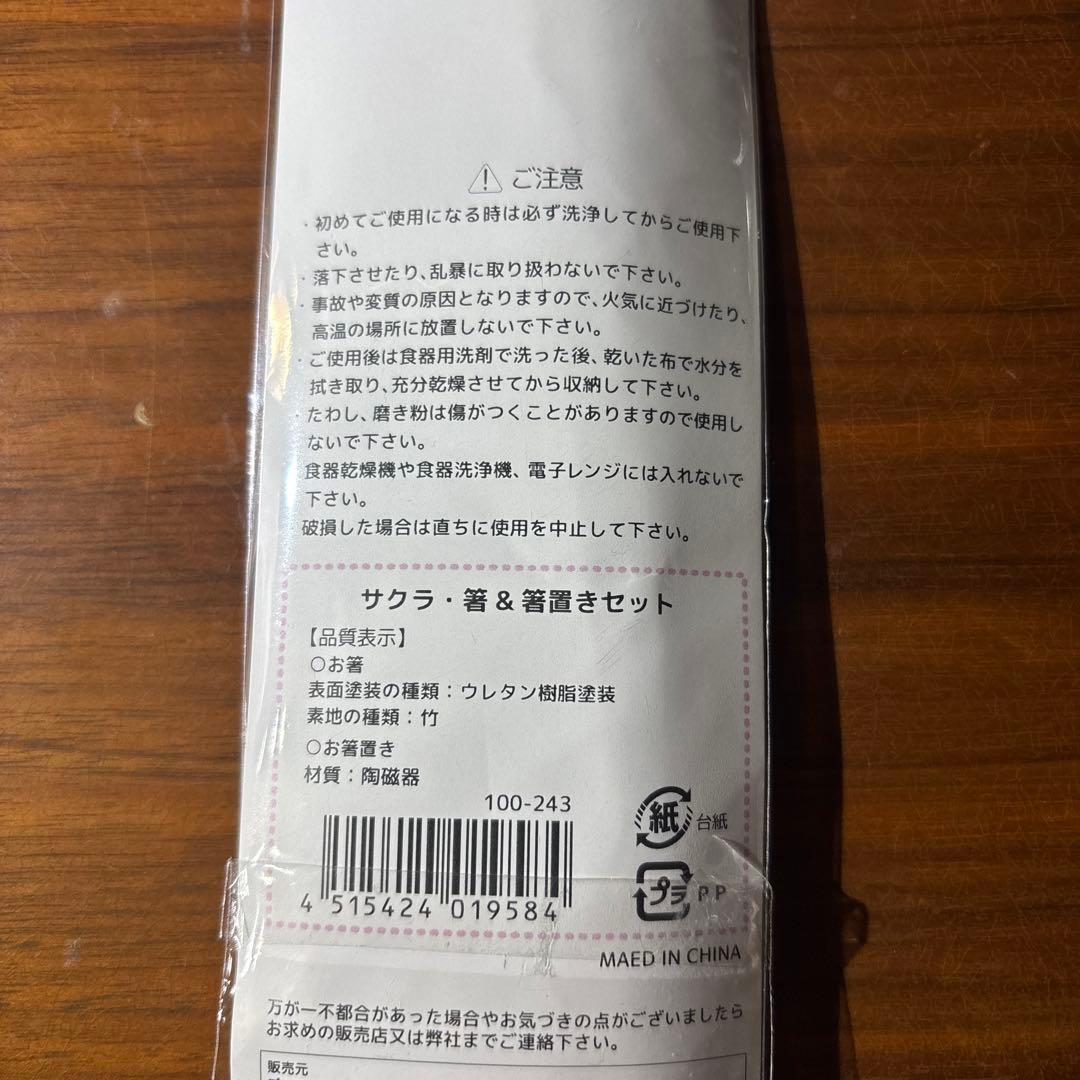 ご注意
・初めてご使用になる時は必ず洗浄してからご使用下
さい。
・落下させたり、乱暴に取り扱わないで下さい。
・事故や変質の原因となりますので、火気に近づけたり、
高温の場所に放置しないで下さい。
・ご使用後は食器用洗剤で洗った後、乾いた布で水分を
拭き取り、充分乾燥させてから収納して下さい。
・たわし、磨き粉は傷がつくことがありますので使用し
ないで下さい。
食器乾燥機や食器洗浄機、電子レンジには入れないで
下さい。
破損した場合は直ちに使用を中止して下さい。
サクラ・箸&箸置きセット
【品質表示】
○お箸
表面塗装の種類：ウレタン樹脂塗装
素地の種類：竹
○お箸置き
材質：陶磁器
100-243
4 515424 019584
紙 台紙
プラ PP
MAED IN CHINA
万が一不都合があった場合やお気づきの点がございましたら
お求めの販売店又は弊社までご連絡下さい。
販売元